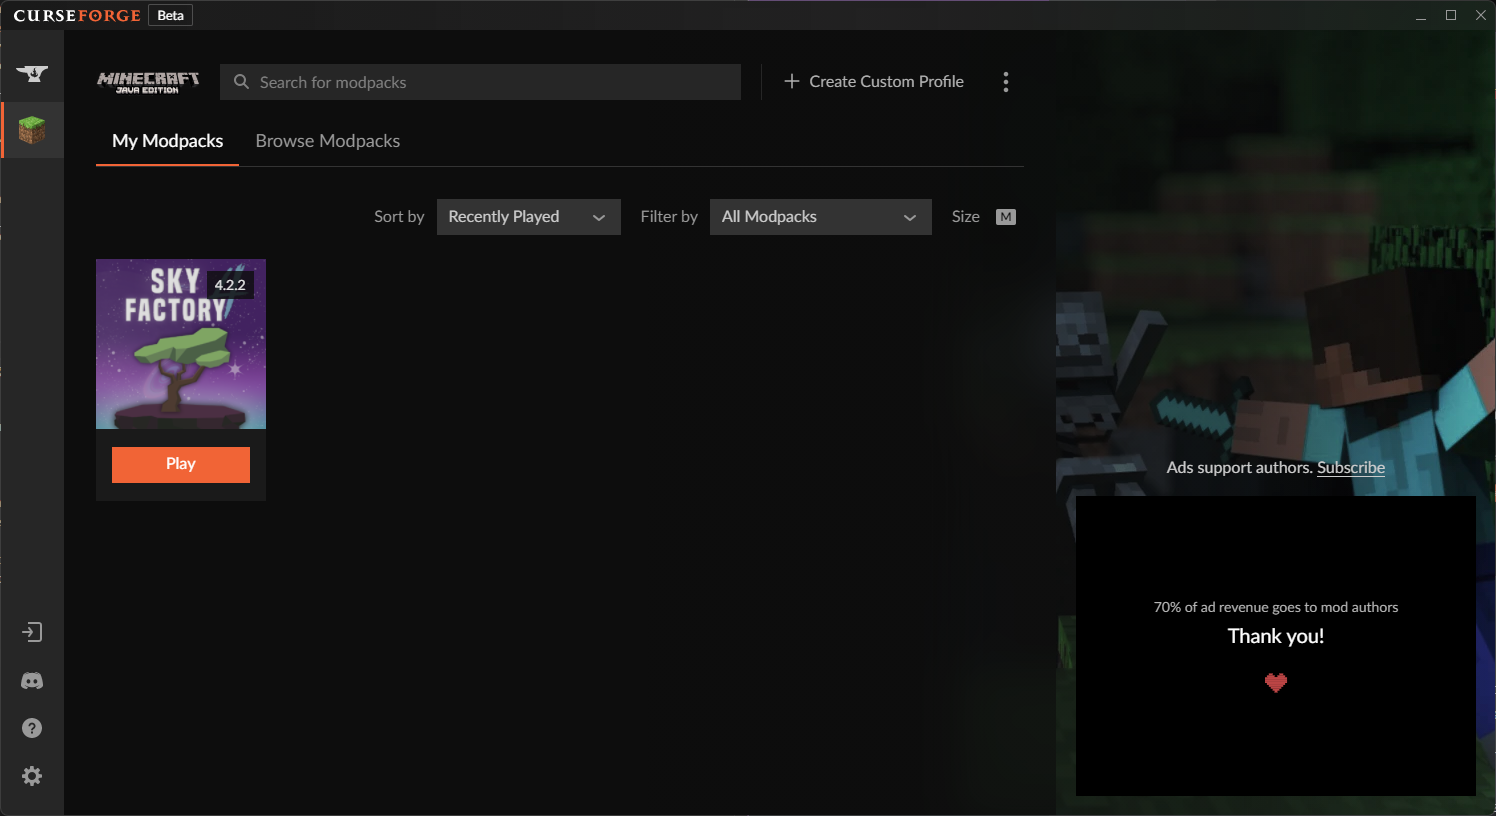 CURSEFORGE Beta
MINECRAFT
JAVA EDITION
Search for modpacks
Create Custom Profile
My Modpacks
Browse Modpacks
Sort by
Recently Played
Filter by
All Modpacks
Size
M
SKY
FACTORY
4.2.2
Play
Ads support authors. Subscribe
70% of ad revenue goes to mod authors
Thank you!